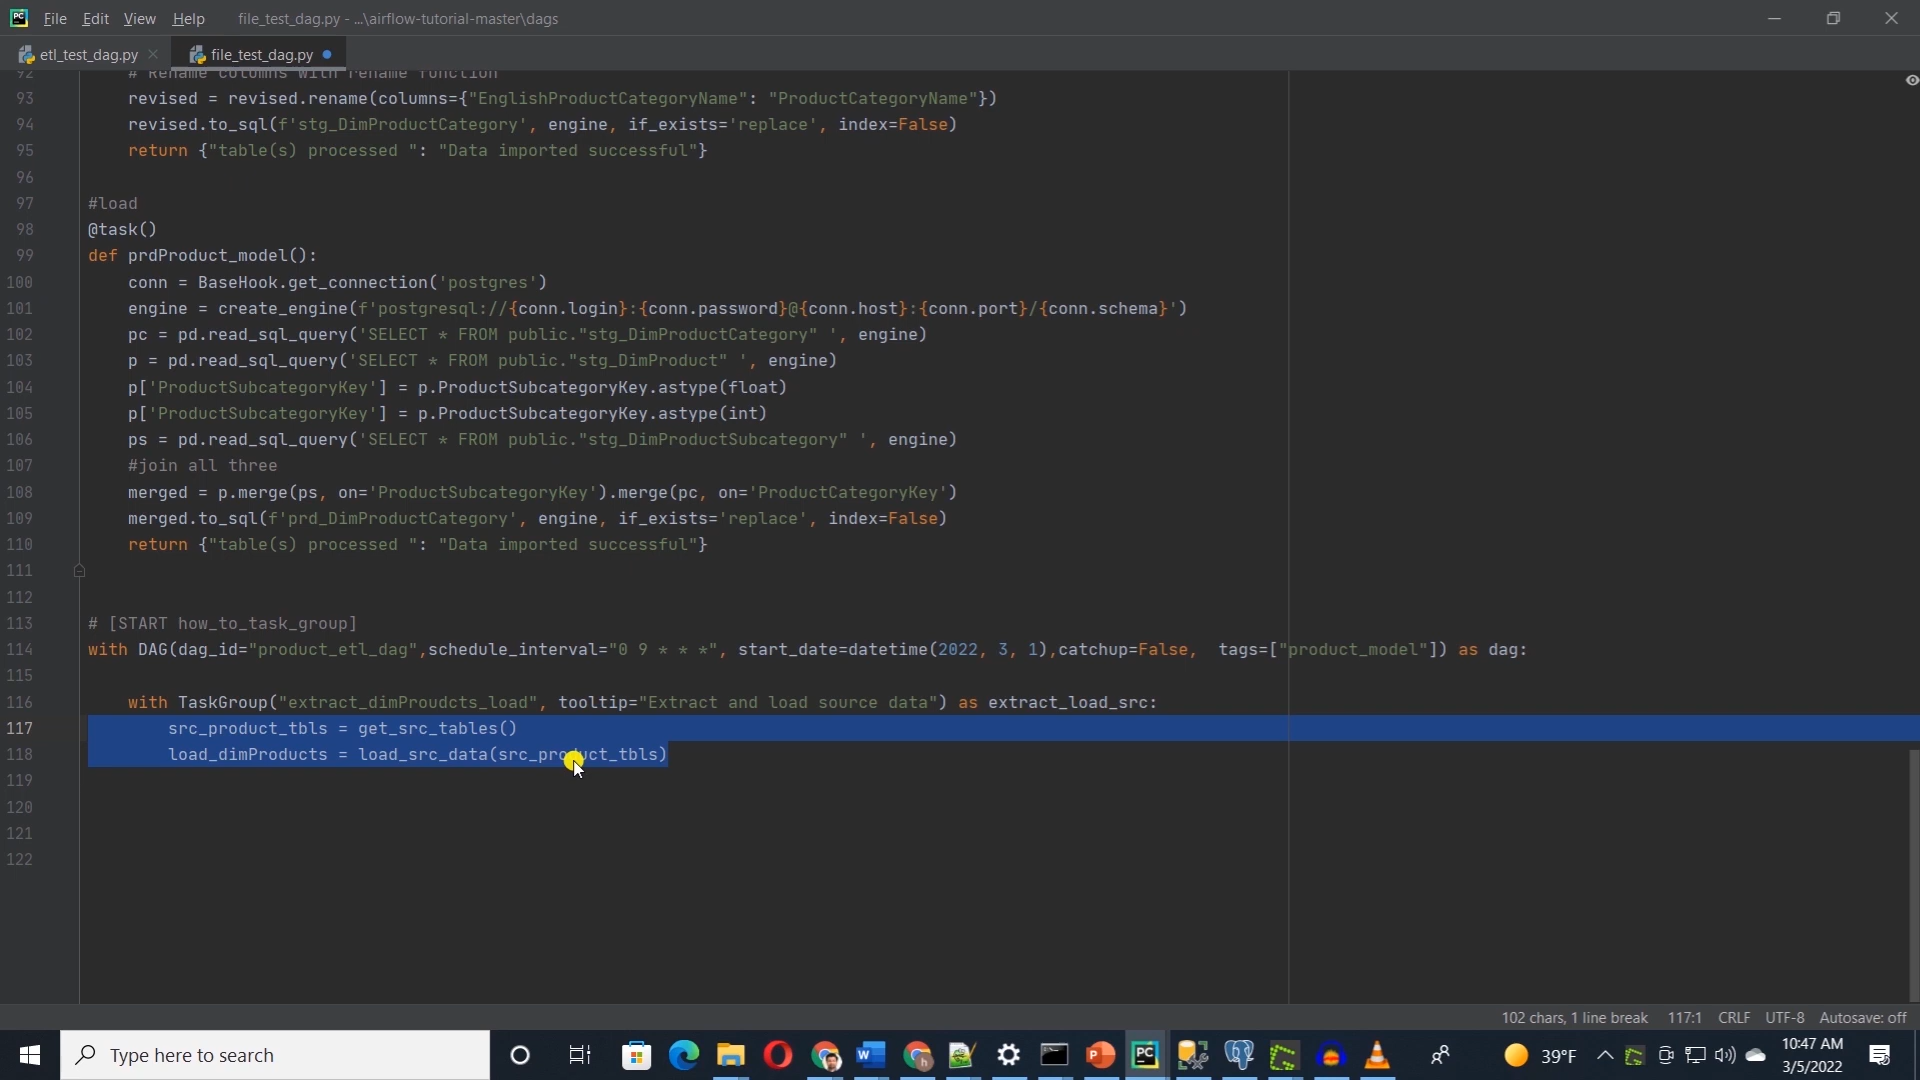 File Edit View Help file_test_dag.py - ...\airflow-tutorial-master\dags
etl_test_dag.py file_test_dag.py
92 # Rename columns with rename function
93 revised = revised.rename(columns={"EnglishProductCategoryName": "ProductCategoryName"})
94 revised.to_sql(f'stg_DimProductCategory', engine, if_exists='replace', index=False)
95 return {"table(s) processed ": "Data imported successful"}
96
97 #load
98 @task()
99 def prdProduct_model():
100 conn = BaseHook.get_connection('postgres')
101 engine = create_engine(f'postgresql://{conn.login}:{conn.password}@{conn.host}:{conn.port}/{conn.schema}')
102 pc = pd.read_sql_query('SELECT * FROM public."stg_DimProductCategory" ', engine)
103 p = pd.read_sql_query('SELECT * FROM public."stg_DimProduct" ', engine)
104 p['ProductSubcategoryKey'] = p.ProductSubcategoryKey.astype(float)
105 p['ProductSubcategoryKey'] = p.ProductSubcategoryKey.astype(int)
106 ps = pd.read_sql_query('SELECT * FROM public."stg_DimProductSubcategory" ', engine)
107 #join all three
108 merged = p.merge(ps, on='ProductSubcategoryKey').merge(pc, on='ProductCategoryKey')
109 merged.to_sql(f'prd_DimProductCategory', engine, if_exists='replace', index=False)
110 return {"table(s) processed ": "Data imported successful"}
111
112
113 # [START how_to_task_group]
114 with DAG(dag_id="product_etl_dag",schedule_interval="0 9 * * *", start_date=datetime(2022, 3, 1),catchup=False, tags=["product_model"]) as dag:
115
116 with TaskGroup("extract_dimProudcts_load", tooltip="Extract and load source data") as extract_load_src:
117 src_product_tbls = get_src_tables()
118 load_dimProducts = load_src_data(src_product_tbls)
119
120
121
122
102 chars, 1 line break 117:1 CRLF UTF-8 Autosave: off
Type here to search 39°F 10:47 AM
3/5/2022